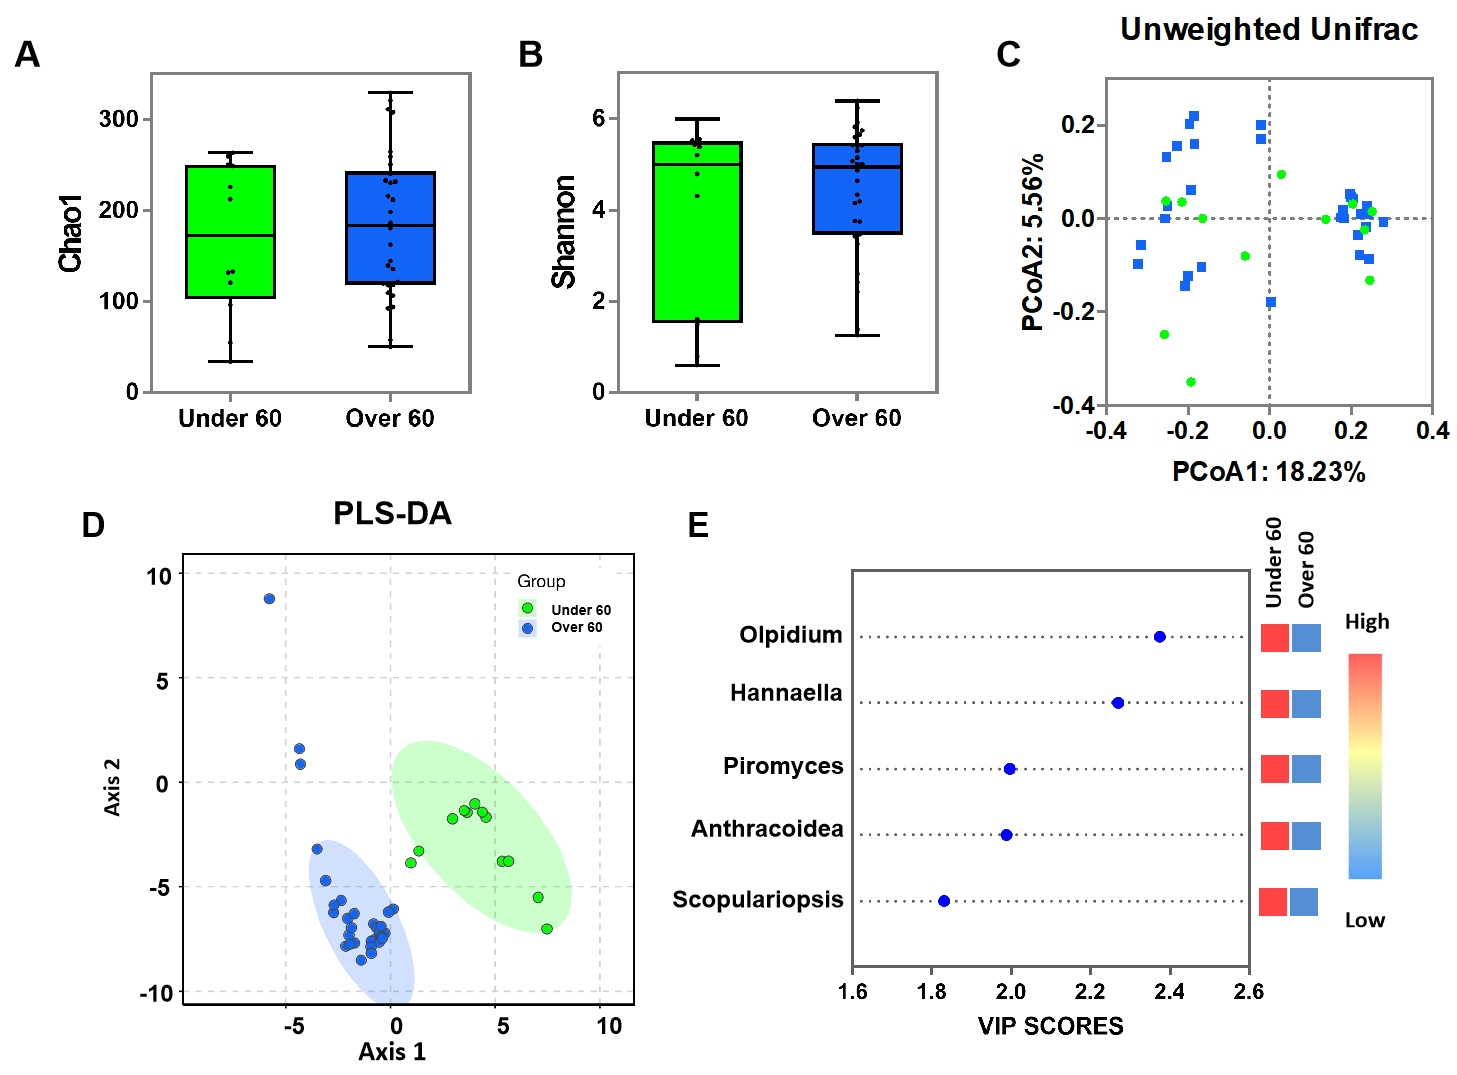 A
Chao1
300
200
100
0
Under 60
Over 60
B
Shannon
6
4
2
0
Under 60
Over 60
C
Unweighted Unifrac
PCoA2: 5.56%
0.2
0.0
-0.2
-0.4
-0.4
-0.2
0.0
0.2
0.4
PCoA1: 18.23%
D
PLS-DA
Group
Under 60
Over 60
Axis 2
10
5
0
-5
-10
-5
0
5
10
Axis 1
E
Under 60
Over 60
Olpidium
Hannaella
Piromyces
Anthracoidea
Scopulariopsis
High
Low
1.6
1.8
2.0
2.2
2.4
2.6
VIP SCORES